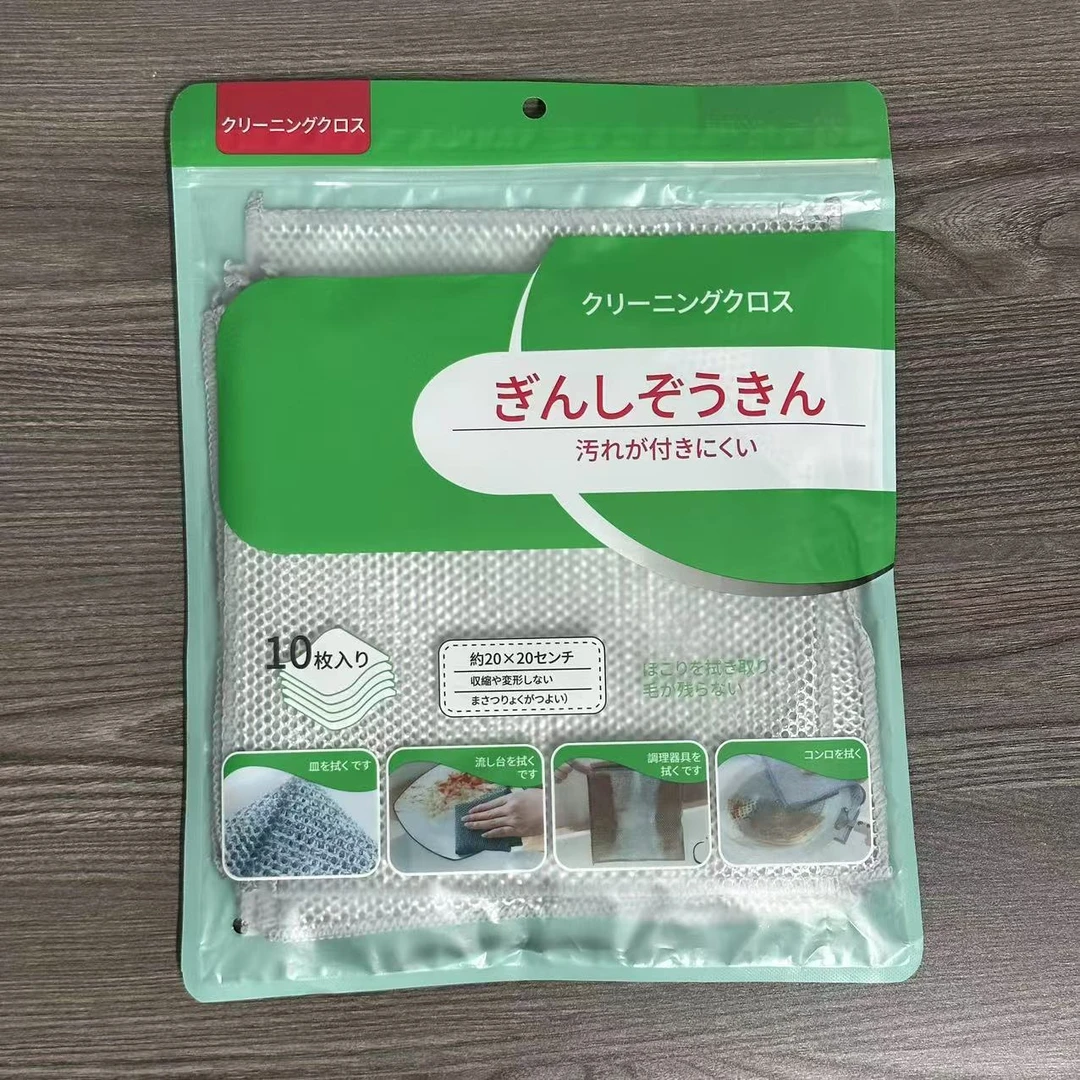 クリーニングクロス
クリーニングクロス
ぎんしぞうきん
汚れが付きにくい
10枚入り
約20×20センチ
収縮や変形しない
まさつりょくがつよい）
ほこりを拭き取り、
毛が残らない
皿を拭くです
流し台を拭く
です
調理器具を
拭くです
コンロを拭く